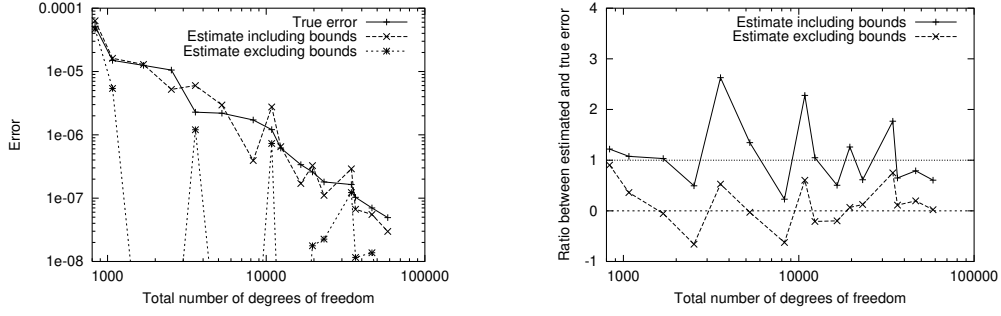 0.0001
1e-05
1e-06
1e-07
1e-08
1000
10000
100000
Error
Total number of degrees of freedom
True error
Estimate including bounds
Estimate excluding bounds
4
3
2
1
0
-1
1000
10000
100000
Ratio between estimated and true error
Total number of degrees of freedom
Estimate including bounds
Estimate excluding bounds